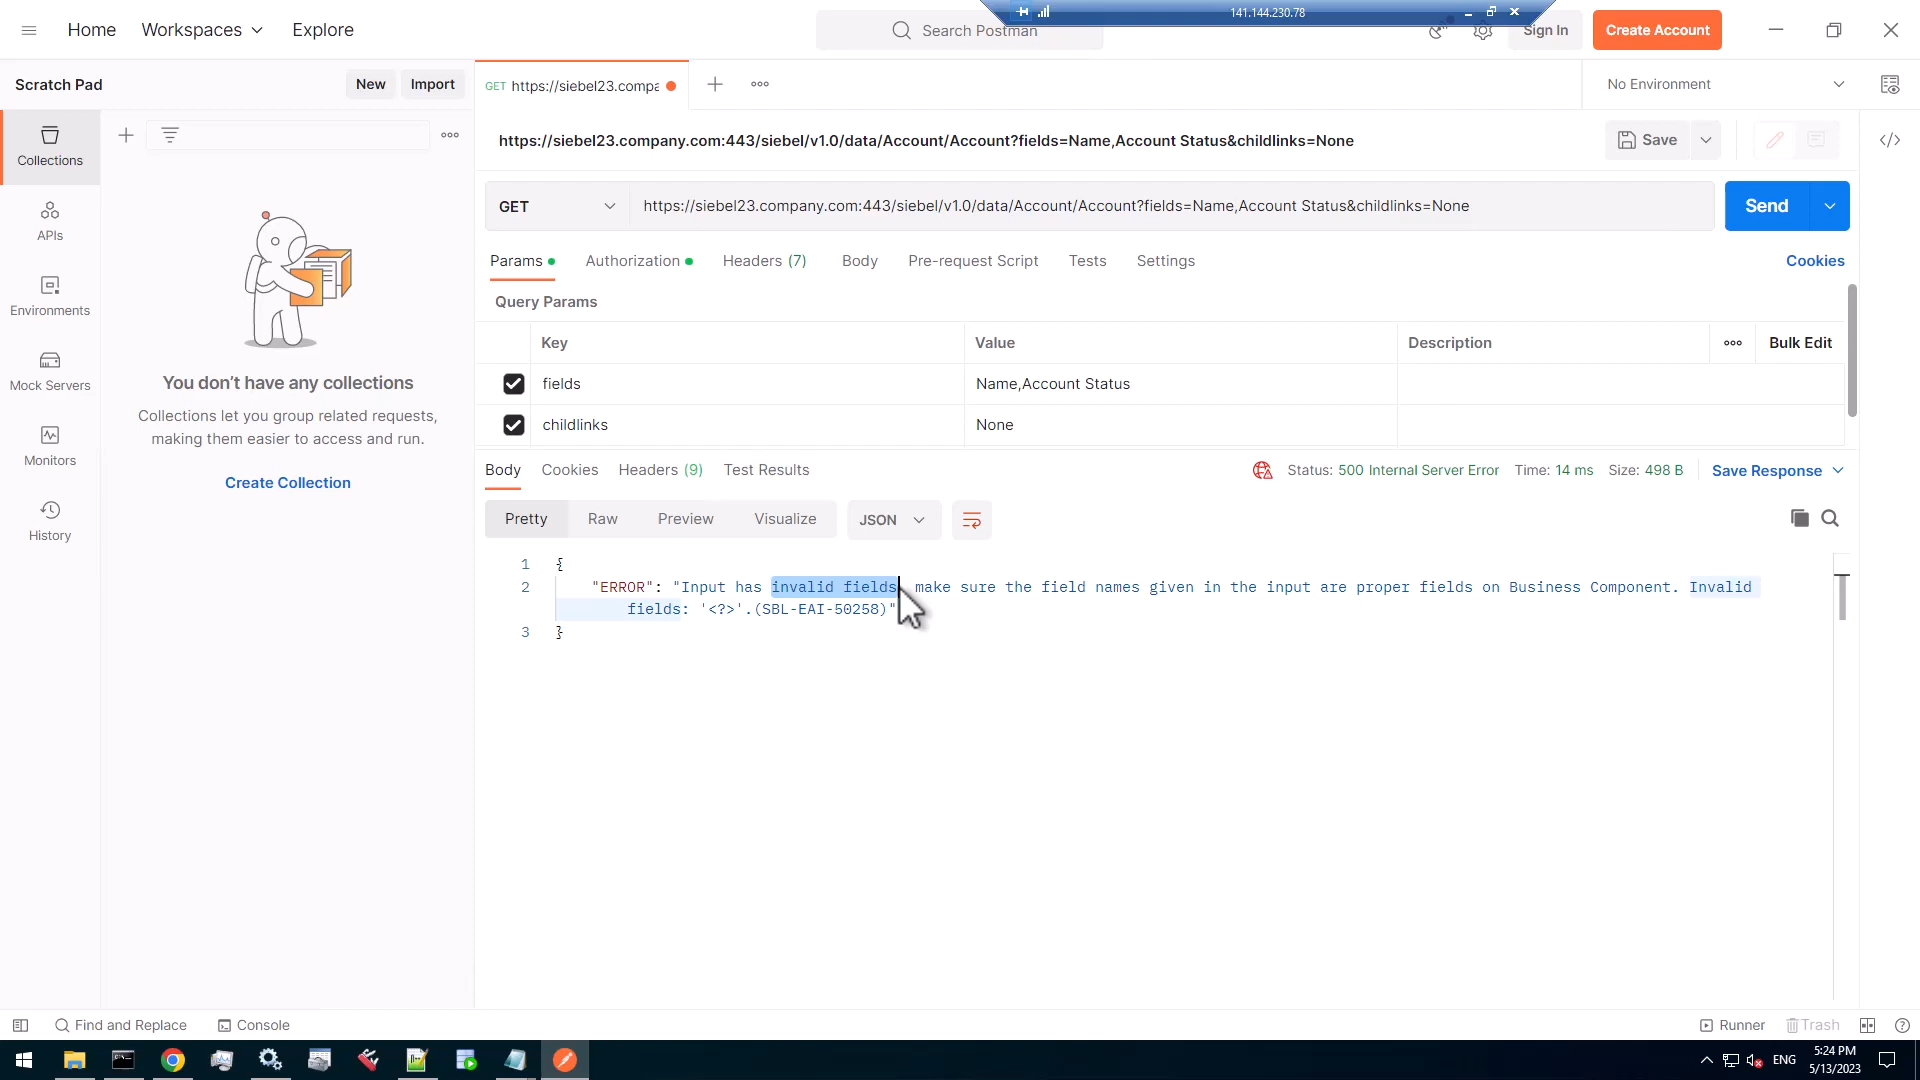 141.144.230.78
Home
Workspaces
Explore
Search Postman
Sign In
Create Account
Scratch Pad
New
Import
GET https://siebel23.compa
No Environment
https://siebel23.company.com:443/siebel/v1.0/data/Account/Account?fields=Name,Account Status&childlinks=None
Save
Collections
GET
https://siebel23.company.com:443/siebel/v1.0/data/Account/Account?fields=Name,Account Status&childlinks=None
Send
APIs
Params
Authorization
Headers (7)
Body
Pre-request Script
Tests
Settings
Cookies
Environments
Query Params
Key
Value
Description
Bulk Edit
Mock Servers
You don't have any collections
Collections let you group related requests,
making them easier to access and run.
Create Collection
fields
Name,Account Status
childlinks
None
Monitors
History
Body
Cookies
Headers (9)
Test Results
Status: 500 Internal Server Error
Time: 14 ms
Size: 498 B
Save Response
Pretty
Raw
Preview
Visualize
JSON
1 {
2 "ERROR": "Input has invalid fields, make sure the field names given in the input are proper fields on Business Component. Invalid
fields: '<?>'.(SBL-EAI-50258)"
3 }
Find and Replace
Console
Runner
Trash
ENG
5:24 PM
5/13/2023